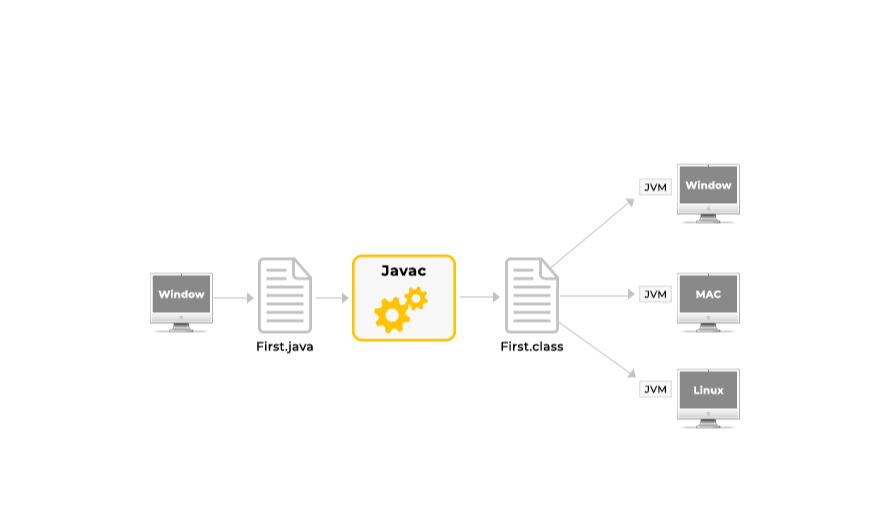 Window
First.java
Javac
First.class
JVM
Window
JVM
MAC
JVM
Linux